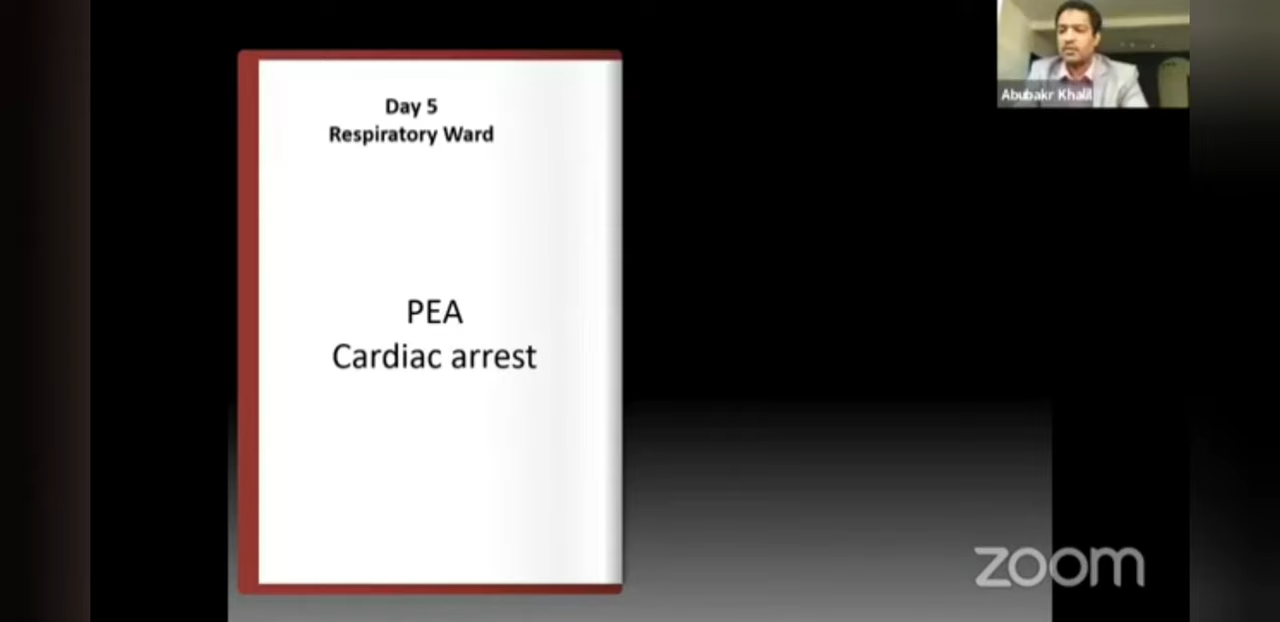 Day 5
Respiratory Ward
PEA
Cardiac arrest
Abubakr Khalil
zoom